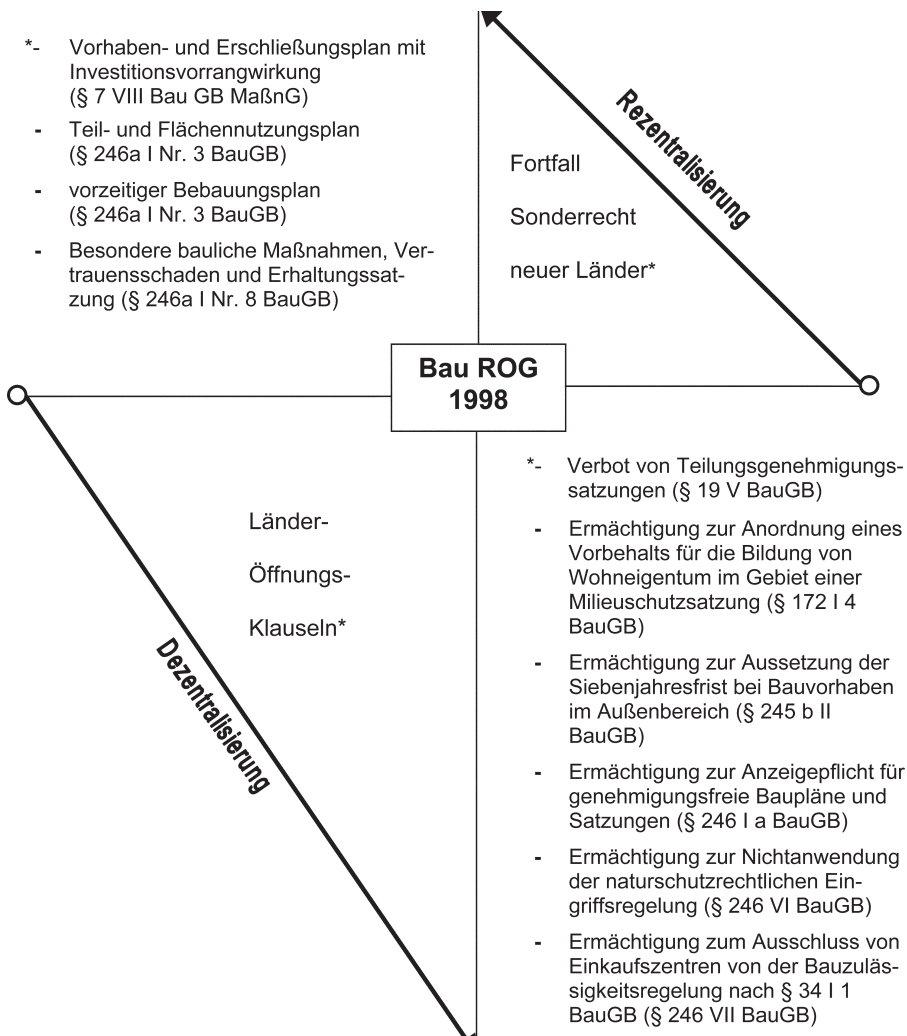 *- Vorhaben- und Erschließungsplan mit
Investitionsvorrangwirkung
(§ 7 VIII Bau GB MaßnG)
- Teil- und Flächennutzungsplan
(§ 246a I Nr. 3 BauGB)
- vorzeitiger Bebauungsplan
(§ 246a I Nr. 3 BauGB)
- Besondere bauliche Maßnahmen, Ver-
trauensschaden und Erhaltungssat-
zung (§ 246a I Nr. 8 BauGB)
Fortfall
Sonderrecht
neuer Länder*
Rezentralisierung
Bau ROG
1998
Länder-
Öffnungs-
Klauseln*
Dezentralisierung
*- Verbot von Teilungsgenehmigungs-
satzungen (§ 19 V BauGB)
- Ermächtigung zur Anordnung eines
Vorbehalts für die Bildung von
Wohneigentum im Gebiet einer
Milieuschutzsatzung (§ 172 I 4
BauGB)
- Ermächtigung zur Aussetzung der
Siebenjahresfrist bei Bauvorhaben
im Außenbereich (§ 245 b II
BauGB)
- Ermächtigung zur Anzeigepflicht für
genehmigungsfreie Baupläne und
Satzungen (§ 246 I a BauGB)
- Ermächtigung zur Nichtanwendung
der naturschutzrechtlichen Ein-
griffsregelung (§ 246 VI BauGB)
- Ermächtigung zum Ausschluss von
Einkaufszentren von der Bauzuläs-
sigkeitsregelung nach § 34 I 1
BauGB (§ 246 VII BauGB)